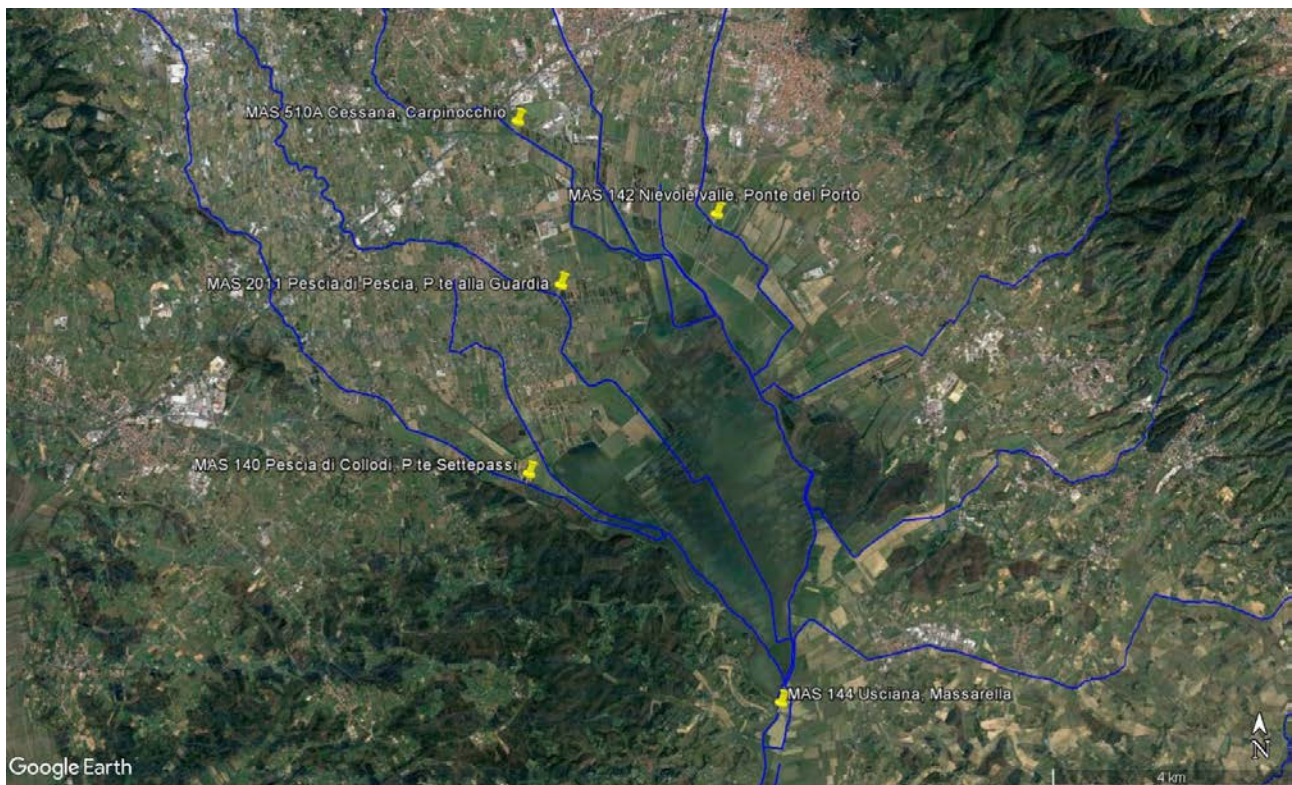 MAS 510A Cessana, Carpinocchio
MAS 142 Nievole valle, Ponte del Porto
MAS 2011 Pescia di Pescia, P.te alla Guardia
MAS 140 Pescia di Collodi, P.te Settepassi
MAS 144 Usciana, Massarella
N
Google Earth
4 km